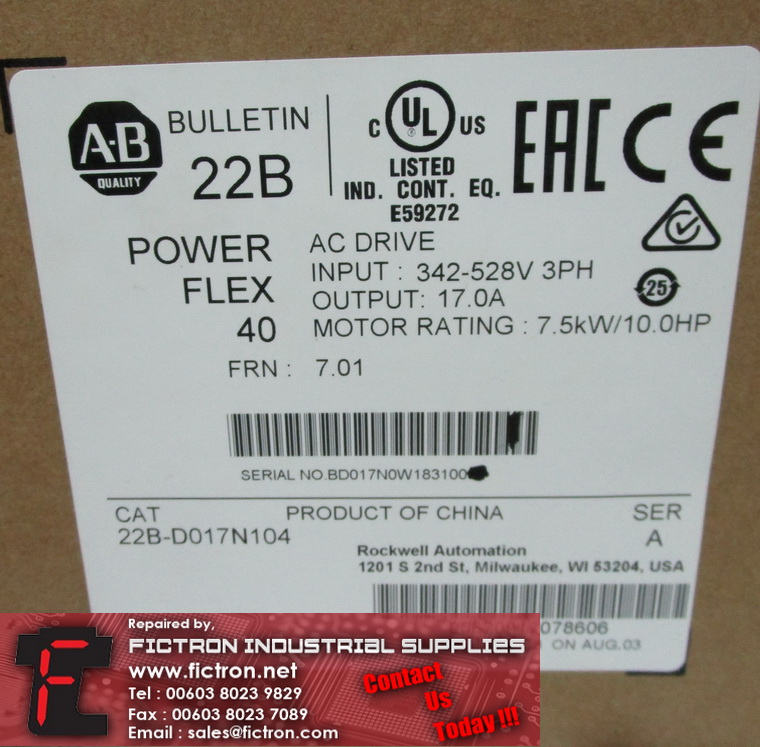 A-B
QUALITY
BULLETIN
22B
C UL US
®
LISTED
IND. CONT. EQ.
E59272
EAC CE
POWER
FLEX
40
AC DRIVE
INPUT : 342-528V 3PH
OUTPUT: 17.0A
MOTOR RATING : 7.5kW/10.0HP
25
FRN : 7.01
SERIAL NO.BD017N0W183100
CAT
22B-D017N104
PRODUCT OF CHINA
SER
A
Rockwell Automation
1201 S 2nd St, Milwaukee, WI 53204, USA
078606
ON AUG.03
Repaired by,
FICTRON INDUSTRIAL SUPPLIES
www.fictron.net
Tel : 00603 8023 9829
Fax : 00603 8023 7089
Email : sales@fictron.com
Contact
Us
Today !!!